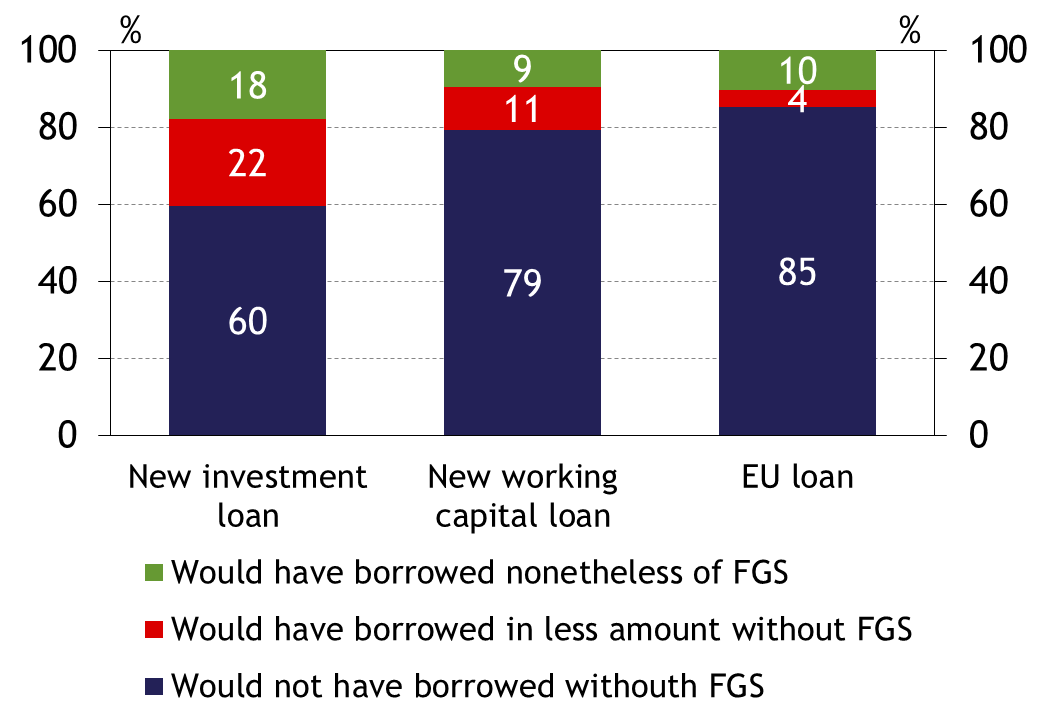 % %
100 18 9 10 100
80 22 11 4 80
60 60
40 60 79 85 40
20 20
0 0
New investment loan
New working capital loan
EU loan
Would have borrowed nonetheless of FGS
Would have borrowed in less amount without FGS
Would not have borrowed withouth FGS